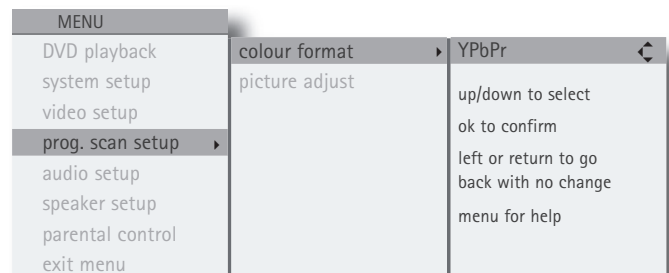 MENU
DVD playback
system setup
video setup
prog. scan setup
audio setup
speaker setup
parental control
exit menu
colour format
picture adjust
YPbPr
up/down to select
ok to confirm
left or return to go
back with no change
menu for help